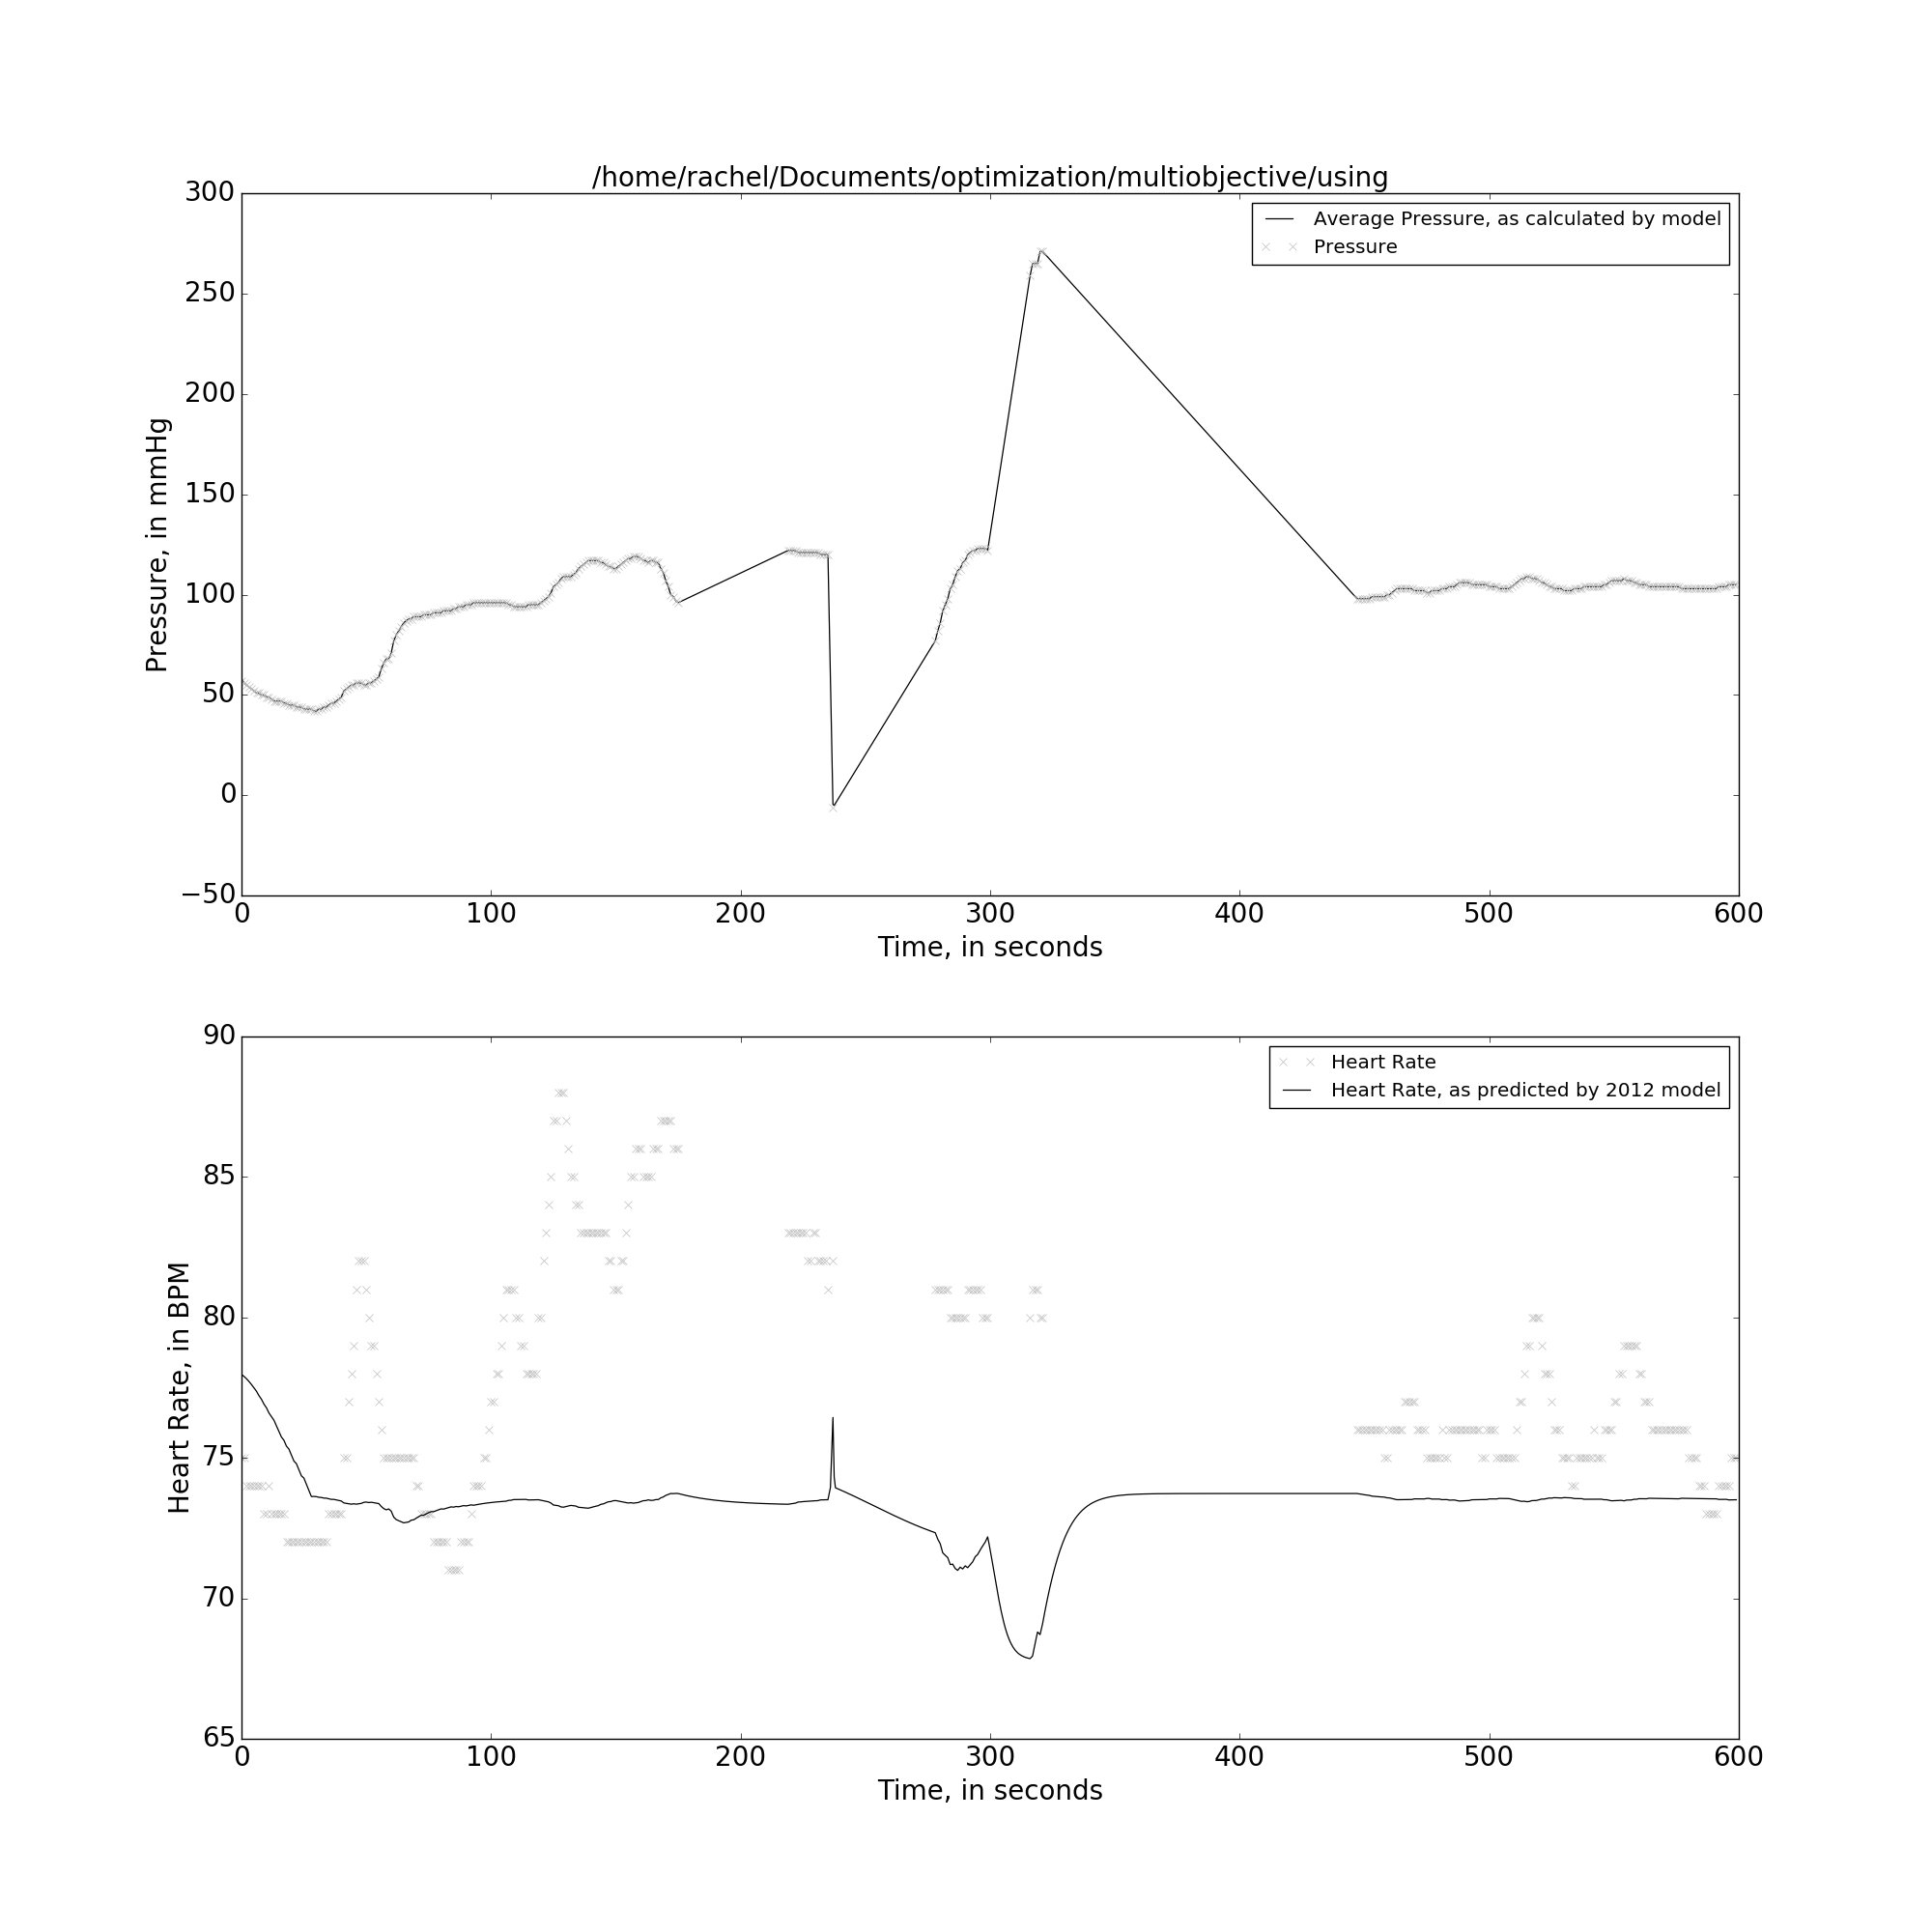 /home/rachel/Documents/optimization/multiobjective/using
300
250
200
150
100
50
0
−50
Pressure, in mmHg
Average Pressure, as calculated by model
Pressure
0 100 200 300 400 500 600
Time, in seconds
90
85
80
75
70
65
Heart Rate, in BPM
Heart Rate
Heart Rate, as predicted by 2012 model
0 100 200 300 400 500 600
Time, in seconds